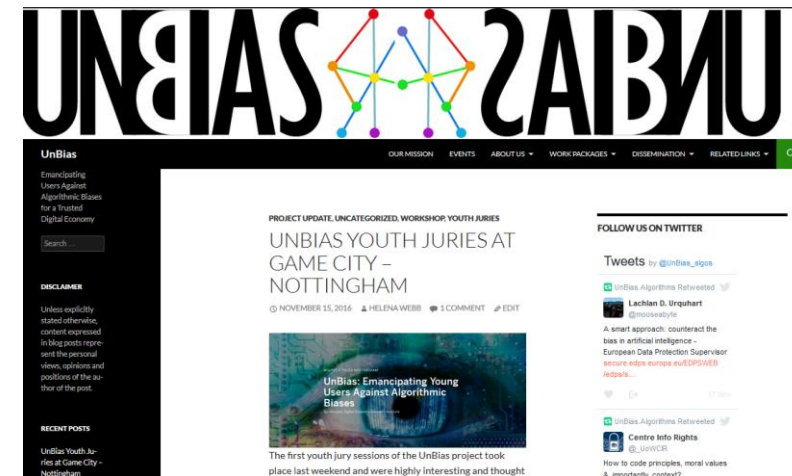 UNBIAS UNBIAS
UnBias
OUR MISSION EVENTS ABOUT US WORK PACKAGES DISSEMINATION RELATED LINKS
Emancipating
Users Against
Algorithmic Biases
for a Trusted
Digital Economy
Search ...
DISCLAIMER
Unless explicitly
stated otherwise,
content expressed
in blog posts repre-
sent the personal
views, opinions and
positions of the au-
thor of the post.
RECENT POSTS
UnBias Youth Ju-
ries at Game City –
Nottingham
PROJECT UPDATE, UNCATEGORIZED, WORKSHOP, YOUTH JURIES
UNBIAS YOUTH JURIES AT
GAME CITY –
NOTTINGHAM
NOVEMBER 15, 2016 HELENA WEBB 1 COMMENT EDIT
UnBias: Emancipating Young
Users Against Algorithmic
Biases
The first youth jury sessions of the UnBias project took
place last weekend and were highly interesting and thought
FOLLOW US ON TWITTER
Tweets by @UnBias_algos
UnBias.Algorithms Retweeted
Lachlan D. Urquhart
@mooseabyte
A smart approach: counteract the
bias in artificial intelligence -
European Data Protection Supervisor
secure.edps.europa.eu/EDPSWEB
/edps/s...
17 Nov
UnBias.Algorithms Retweeted
Centre Info Rights
@_UoWCIR
How to code principles, moral values
&, importantly, context?